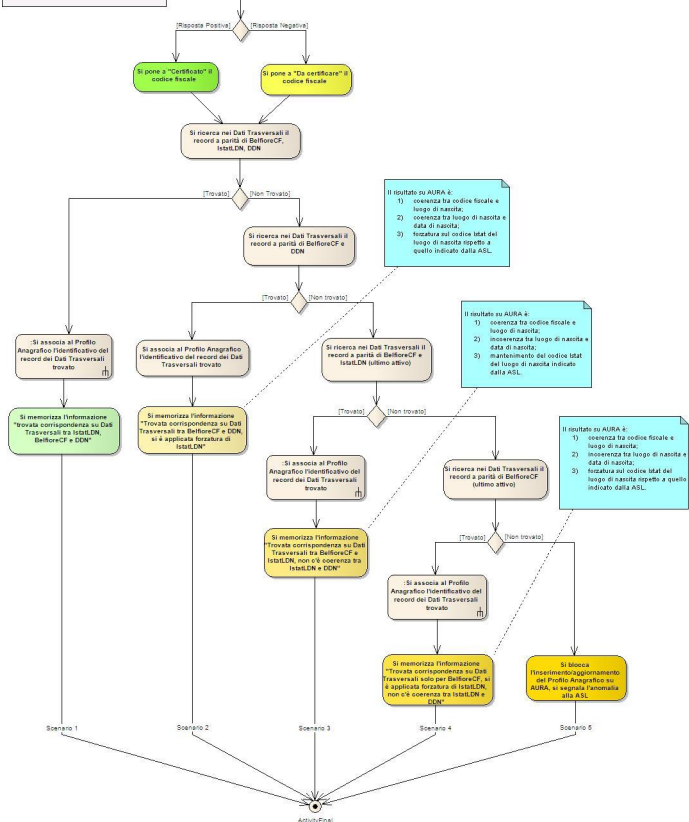 [Risposta Positiva]
[Risposta Negativa]
Si pone a "Certificato" il
codice fiscale
Si pone a "Da certificare" il
codice fiscale
Si ricerca nei Dati Trasversali il
record a parità di BelfioreCF,
IstatLDN, DDN
[Trovato]
[Non Trovato]
Il risultato su AURA è:
1) coerenza tra codice fiscale e
luogo di nascita;
2) coerenza tra luogo di nascita e
data di nascita;
3) forzatura sul codice Istat del
luogo di nascita rispetto a
quello indicato dalla ASL.
Si ricerca nei Dati Trasversali il
record a parità di BelfioreCF e
DDN
[Trovato]
[Non trovato]
Il risultato su AURA è:
1) coerenza tra codice fiscale e
luogo di nascita;
2) incoerenza tra luogo di nascita e
data di nascita;
3) mantenimento del codice Istat
del luogo di nascita indicato
dalla ASL.
:Si associa al Profilo
Anagrafico l'identificativo del
record dei Dati Trasversali
trovato
Si associa al Profilo Anagrafico
l'identificativo del record dei Dati
Trasversali trovato
Si ricerca nei Dati Trasversali il
record a parità di BelfioreCF e
IstatLDN (ultimo attivo)
Si memorizza l'informazione
"trovata corrispondenza su Dati
Trasversali tra IstatLDN,
BelfioreCF e DDN"
Si memorizza l'informazione
"Trovata corrispondenza su Dati
Trasversali tra BelfioreCF e DDN,
si è applicata forzatura di
IstatLDN"
[Trovato]
[Non trovato]
Il risultato su AURA è:
1) coerenza tra codice fiscale e
luogo di nascita;
2) incoerenza tra luogo di nascita e
data di nascita;
3) forzatura sul codice Istat del
luogo di nascita rispetto a quello
indicato dalla ASL.
:Si associa al Profilo
Anagrafico l'identificativo del
record dei Dati Trasversali
trovato
Si ricerca nei Dati Trasversali il
record a parità di BelfioreCF
(ultimo attivo)
Si memorizza l'informazione
"Trovata corrispondenza su Dati
Trasversali tra BelfioreCF e
IstatLDN, non c'è coerenza tra
IstatLDN e DDN"
[Trovato]
[Non trovato]
:Si associa al Profilo
Anagrafico l'identificativo del
record dei Dati Trasversali
trovato
Si memorizza l'informazione
"Trovata corrispondenza su Dati
Trasversali solo per BelfioreCF, si
è applicata forzatura di IstatLDN,
non c'è coerenza tra IstatLDN e
DDN"
Si blocca
l'inserimento/aggiornamento
del Profilo Anagrafico su
AURA, si segnala l'anomalia
alla ASL
Scenario 1
Scenario 2
Scenario 3
Scenario 4
Scenario 5
ActivityFinal